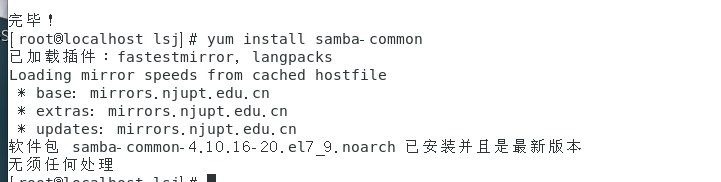 完毕！
[root@localhost lsj]# yum install samba-common
已加载插件：fastestmirror, langpacks
Loading mirror speeds from cached hostfile
 * base: mirrors.njupt.edu.cn
 * extras: mirrors.njupt.edu.cn
 * updates: mirrors.njupt.edu.cn
软件包 samba-common-4.10.16-20.el7_9.noarch 已安装并且是最新版本
无须任何处理
[root@localhost lsj]#